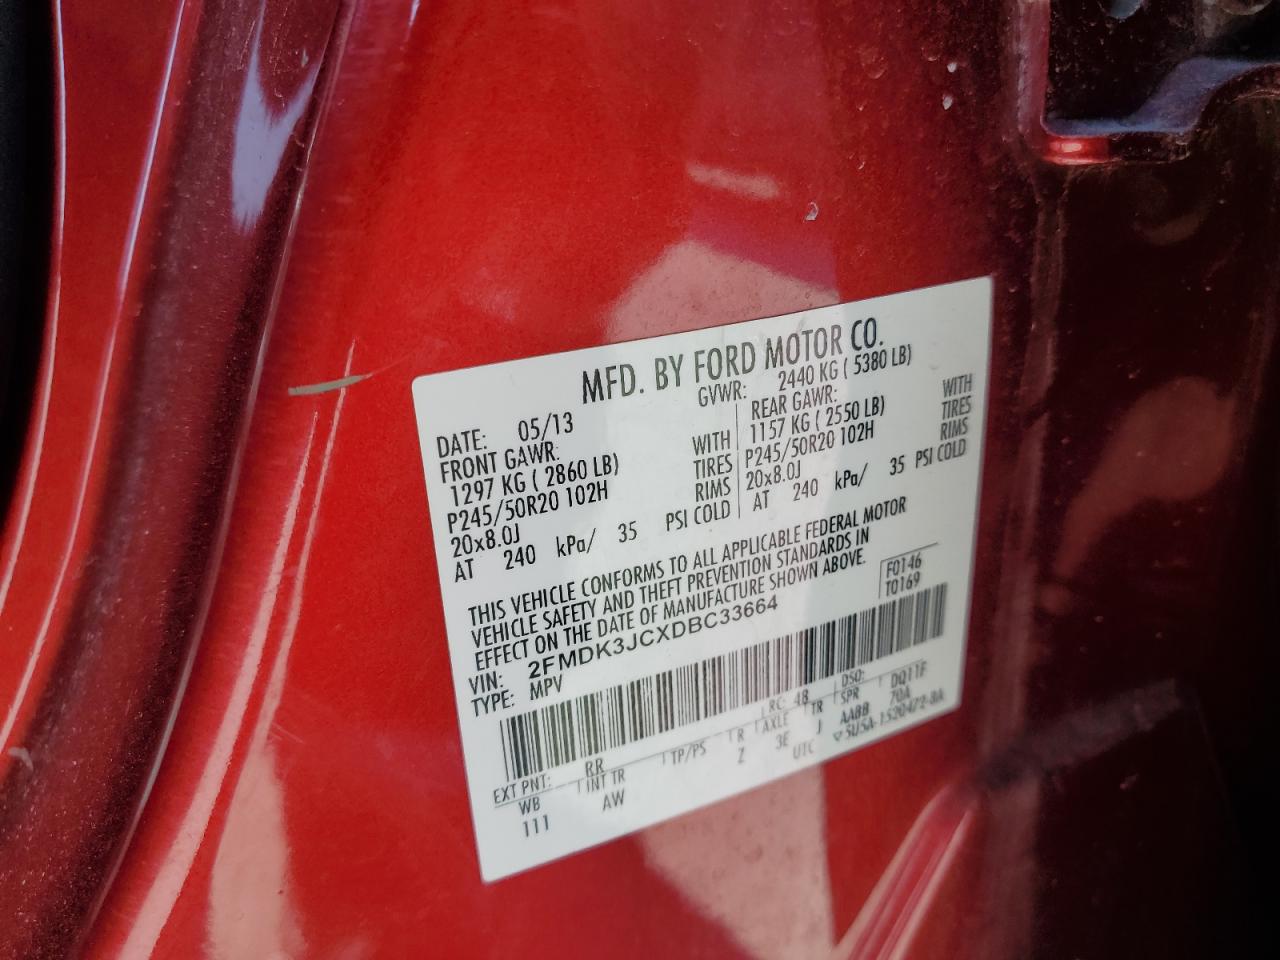 MFD. BY FORD MOTOR CO.
DATE: 05/13 GVWR: 2440 KG ( 5380 LB)
FRONT GAWR: REAR GAWR:
1297 KG ( 2860 LB) WITH 1157 KG ( 2550 LB) WITH
P245/50R20 102H TIRES P245/50R20 102H TIRES
20x8.0J RIMS 20x8.0J RIMS
AT 240 kPa/ 35 PSI COLD AT 240 kPa/ 35 PSI COLD
THIS VEHICLE CONFORMS TO ALL APPLICABLE FEDERAL MOTOR
VEHICLE SAFETY AND THEFT PREVENTION STANDARDS IN
EFFECT ON THE DATE OF MANUFACTURE SHOWN ABOVE.
VIN: 2FMDK3JCXDBC33664 F0146
TYPE: MPV T0169
EXT PNT: RR RC: 48 DSO: DQ11F
WB INT TR TP/PS R AXLE TR SPR
111 AW Z 3E J AABB 70A
UTC ▽5U5A-1520472-BA